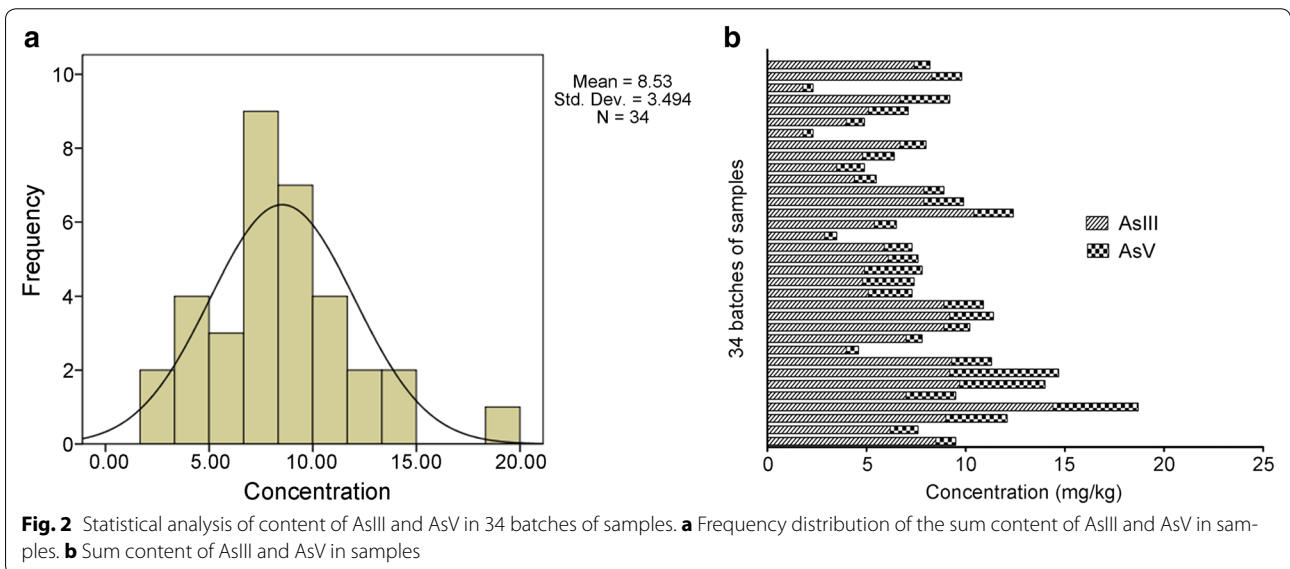 a
Mean = 8.53
Std. Dev. = 3.494
N = 34
Frequency
10
8
6
4
2
0
0.00 5.00 10.00 15.00 20.00
Concentration
b
34 batches of samples
AsIII
AsV
0 5 10 15 20 25
Concentration (mg/kg)
Fig. 2 Statistical analysis of content of AsIII and AsV in 34 batches of samples. a Frequency distribution of the sum content of AsIII and AsV in sam-
ples. b Sum content of AsIII and AsV in samples